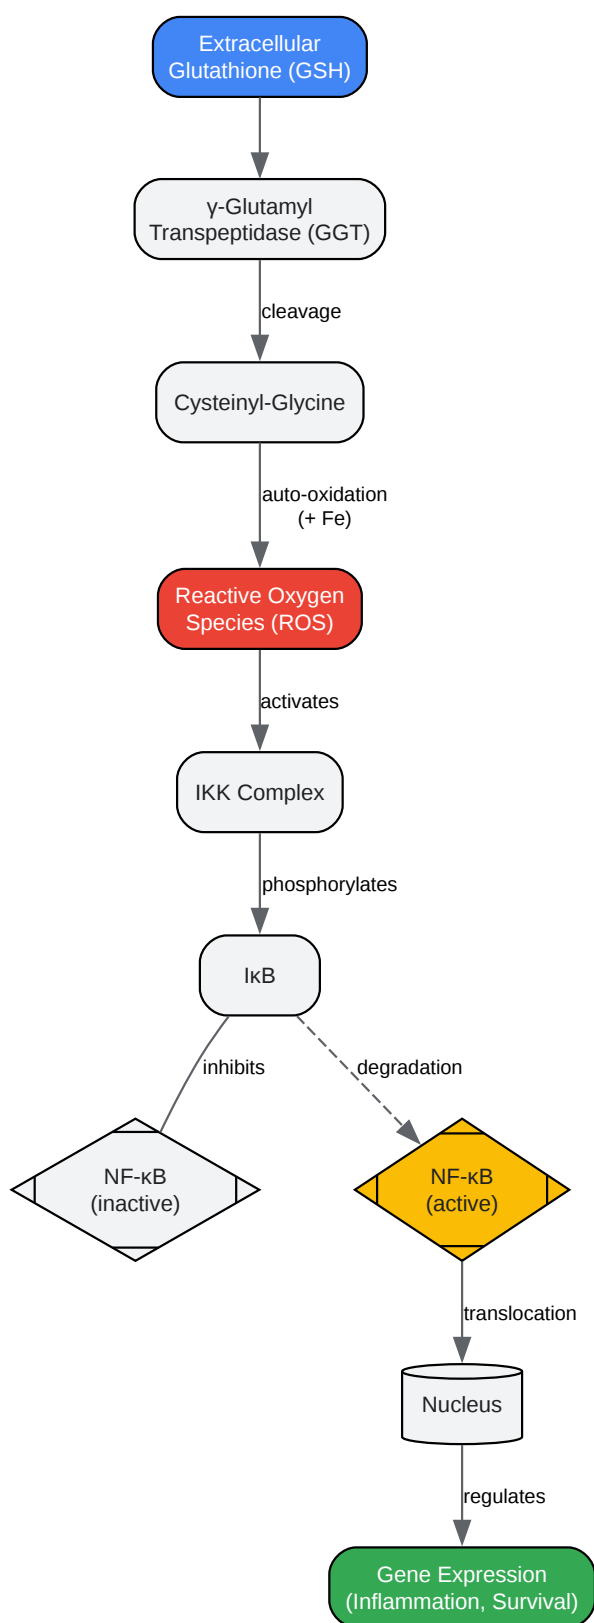 Extracellular
Glutathione (GSH)
γ-Glutamyl
Transpeptidase (GGT)
cleavage
Cysteinyl-Glycine
auto-oxidation
(+ Fe)
Reactive Oxygen
Species (ROS)
activates
IKK Complex
phosphorylates
IκB
inhibits
degradation
NF-κB
(inactive)
NF-κB
(active)
translocation
Nucleus
regulates
Gene Expression
(Inflammation, Survival)